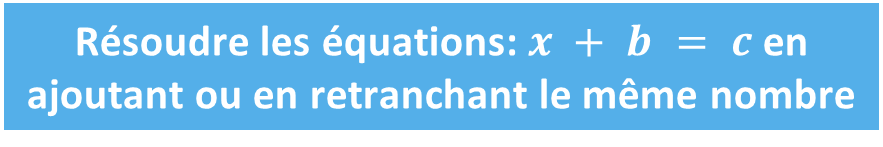 Résoudre les équations: x + b = c en
ajoutant ou en retranchant le même nombre